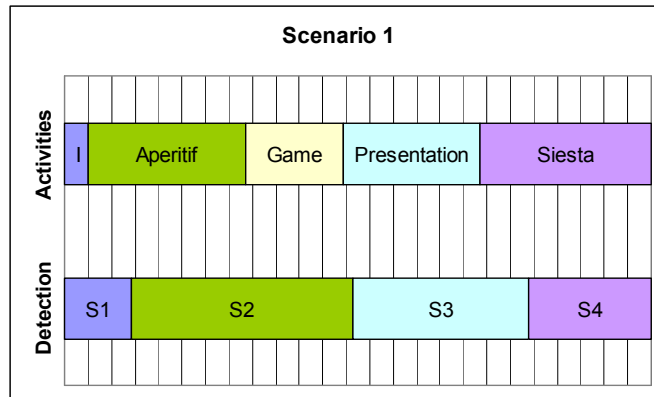 Scenario 1
Activities
I Aperitif Game Presentation Siesta
Detection
S1 S2 S3 S4